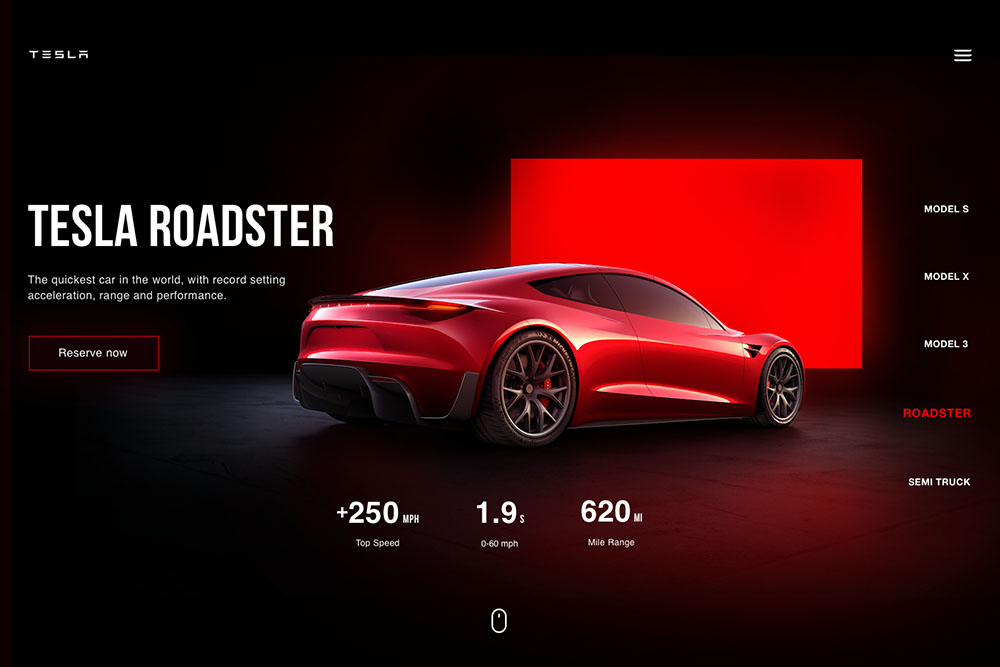 TESLA
TESLA ROADSTER
The quickest car in the world, with record setting
acceleration, range and performance.
Reserve now
MODEL S
MODEL X
MODEL 3
ROADSTER
SEMI TRUCK
+250 MPH
Top Speed
1.9 S
0-60 mph
620 MI
Mile Range